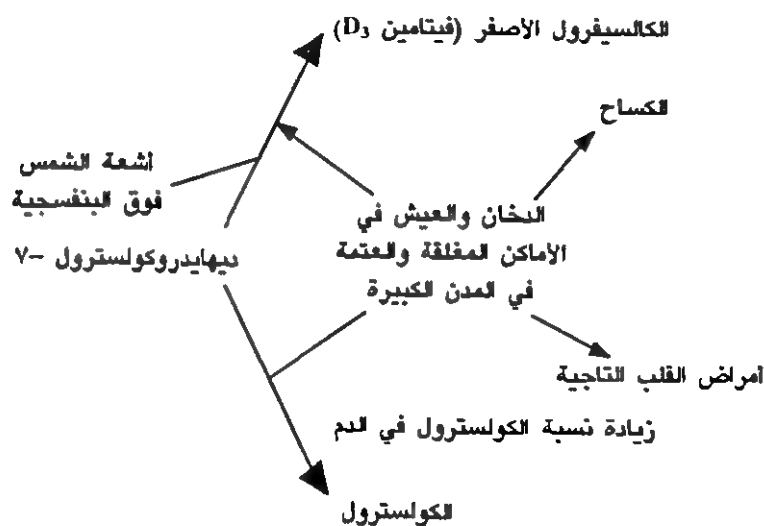 الكالسيفرول الأصفر (فيتامين D₃)
الكساح
أشعة الشمس
فوق البنفسجية
الدخان والعيش في
الأماكن المغلقة والعتمة
في المدن الكبيرة
ديهايدروكولسترول -٧
أمراض القلب التاجية
زيادة نسبة الكولسترول في الدم
الكولسترول